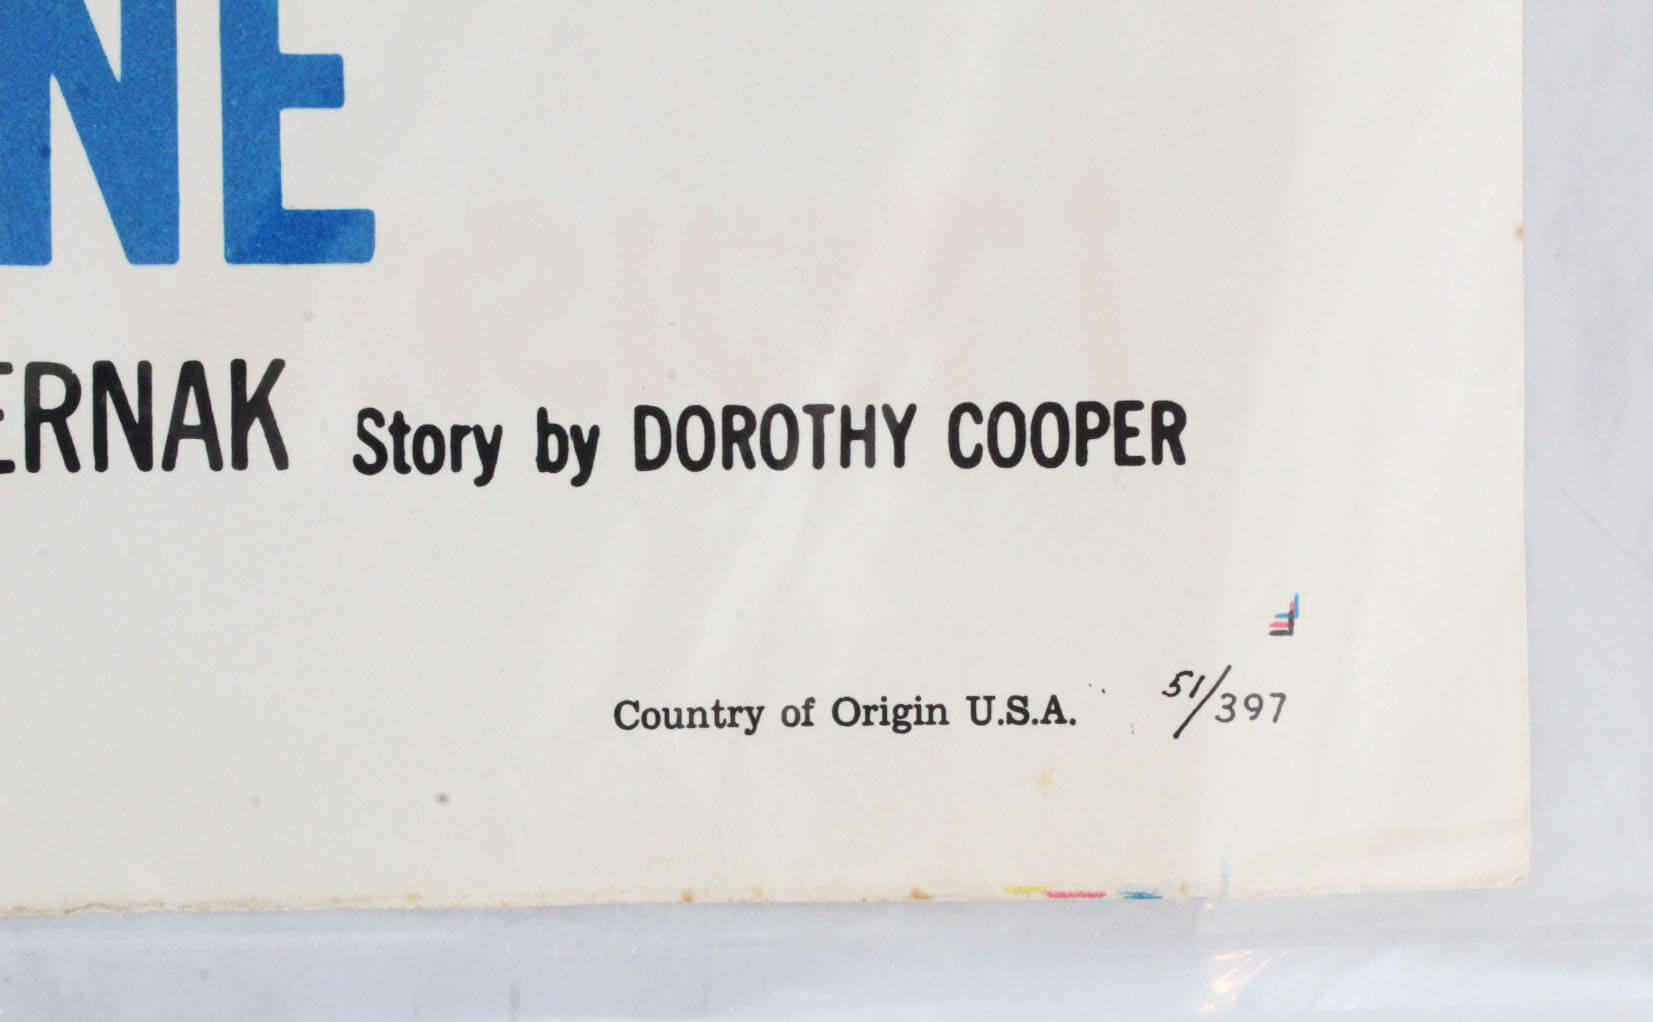 NE
ERNAK Story by DOROTHY COOPER
Country of Origin U.S.A. 51/397